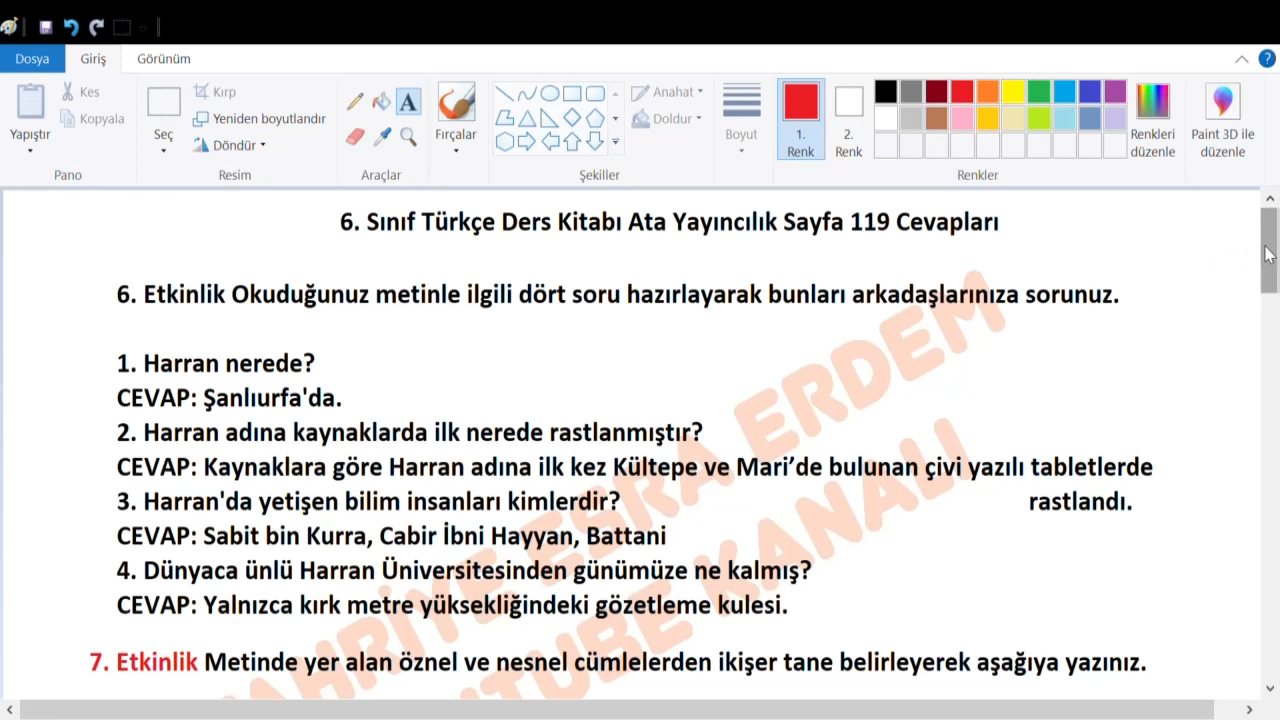 Dosya Giriş Görünüm
Yapıştır
Kes
Kopyala
Pano
Seç
Kırp
Yeniden boyutlandır
Döndür
Resim
A
Araçlar
Fırçalar
Anahat
Doldur
Şekiller
Boyut
1.
Renk
2.
Renk
Renkleri
düzenle
Renkler
Paint 3D ile
düzenle
?
6. Sınıf Türkçe Ders Kitabı Ata Yayıncılık Sayfa 119 Cevapları
6. Etkinlik Okuduğunuz metinle ilgili dört soru hazırlayarak bunları arkadaşlarınıza sorunuz.
1. Harran nerede?
CEVAP: Şanlıurfa'da.
2. Harran adına kaynaklarda ilk nerede rastlanmıştır?
CEVAP: Kaynaklara göre Harran adına ilk kez Kültepe ve Mari’de bulunan çivi yazılı tabletlerde
3. Harran'da yetişen bilim insanları kimlerdir? rastlandı.
CEVAP: Sabit bin Kurra, Cabir İbni Hayyan, Battani
4. Dünyaca ünlü Harran Üniversitesinden günümüze ne kalmış?
CEVAP: Yalnızca kırk metre yüksekliğindeki gözetleme kulesi.
7. Etkinlik Metinde yer alan öznel ve nesnel cümlelerden ikişer tane belirleyerek aşağıya yazınız.
ESRA ERDEM
KANALI